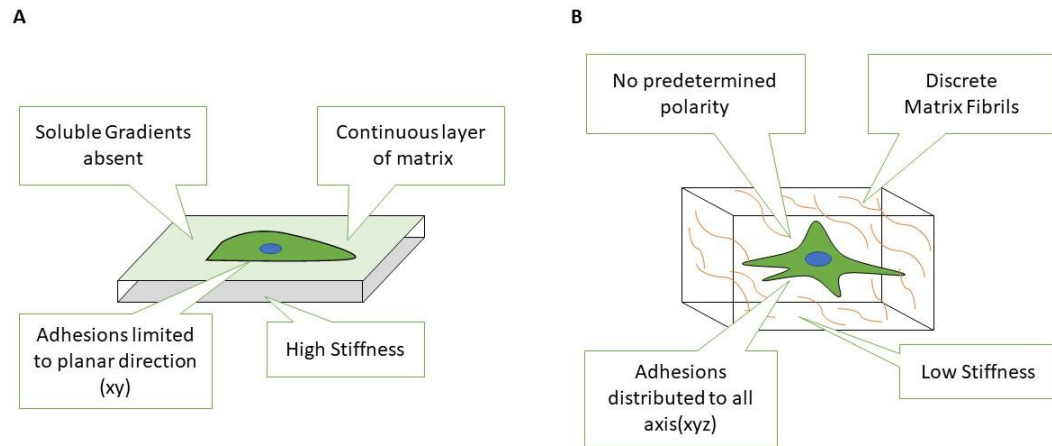 A
Soluble Gradients
absent
Continuous layer
of matrix
Adhesions limited
to planar direction
(xy)
High Stiffness
B
No predetermined
polarity
Discrete
Matrix Fibrils
Adhesions
distributed to all
axis(xyz)
Low Stiffness